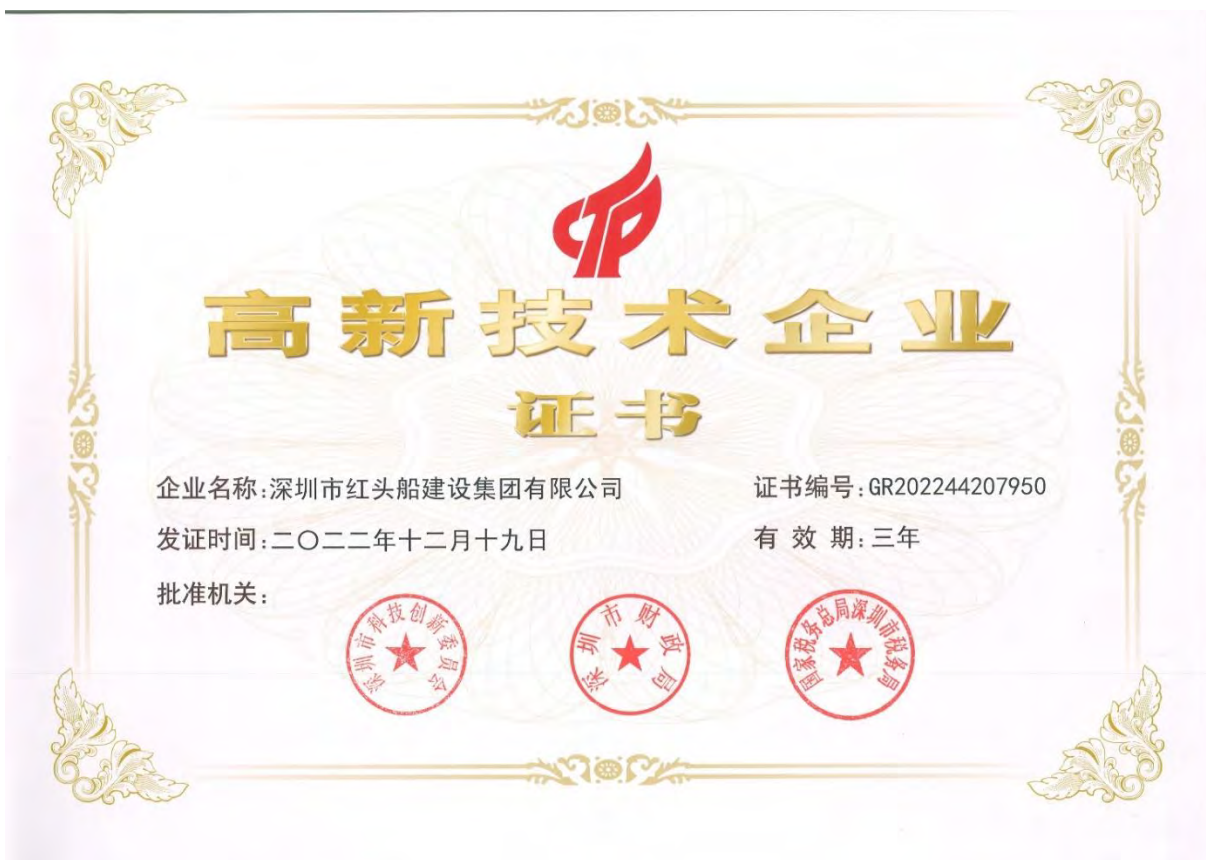 高新技术企业
证书
企业名称:深圳市红头船建设集团有限公司
证书编号:GR202244207950
发证时间:二〇二二年十二月十九日
有 效 期:三年
批准机关:
深圳市科技创新委员会
深圳市财政局
国家税务总局深圳市税务局